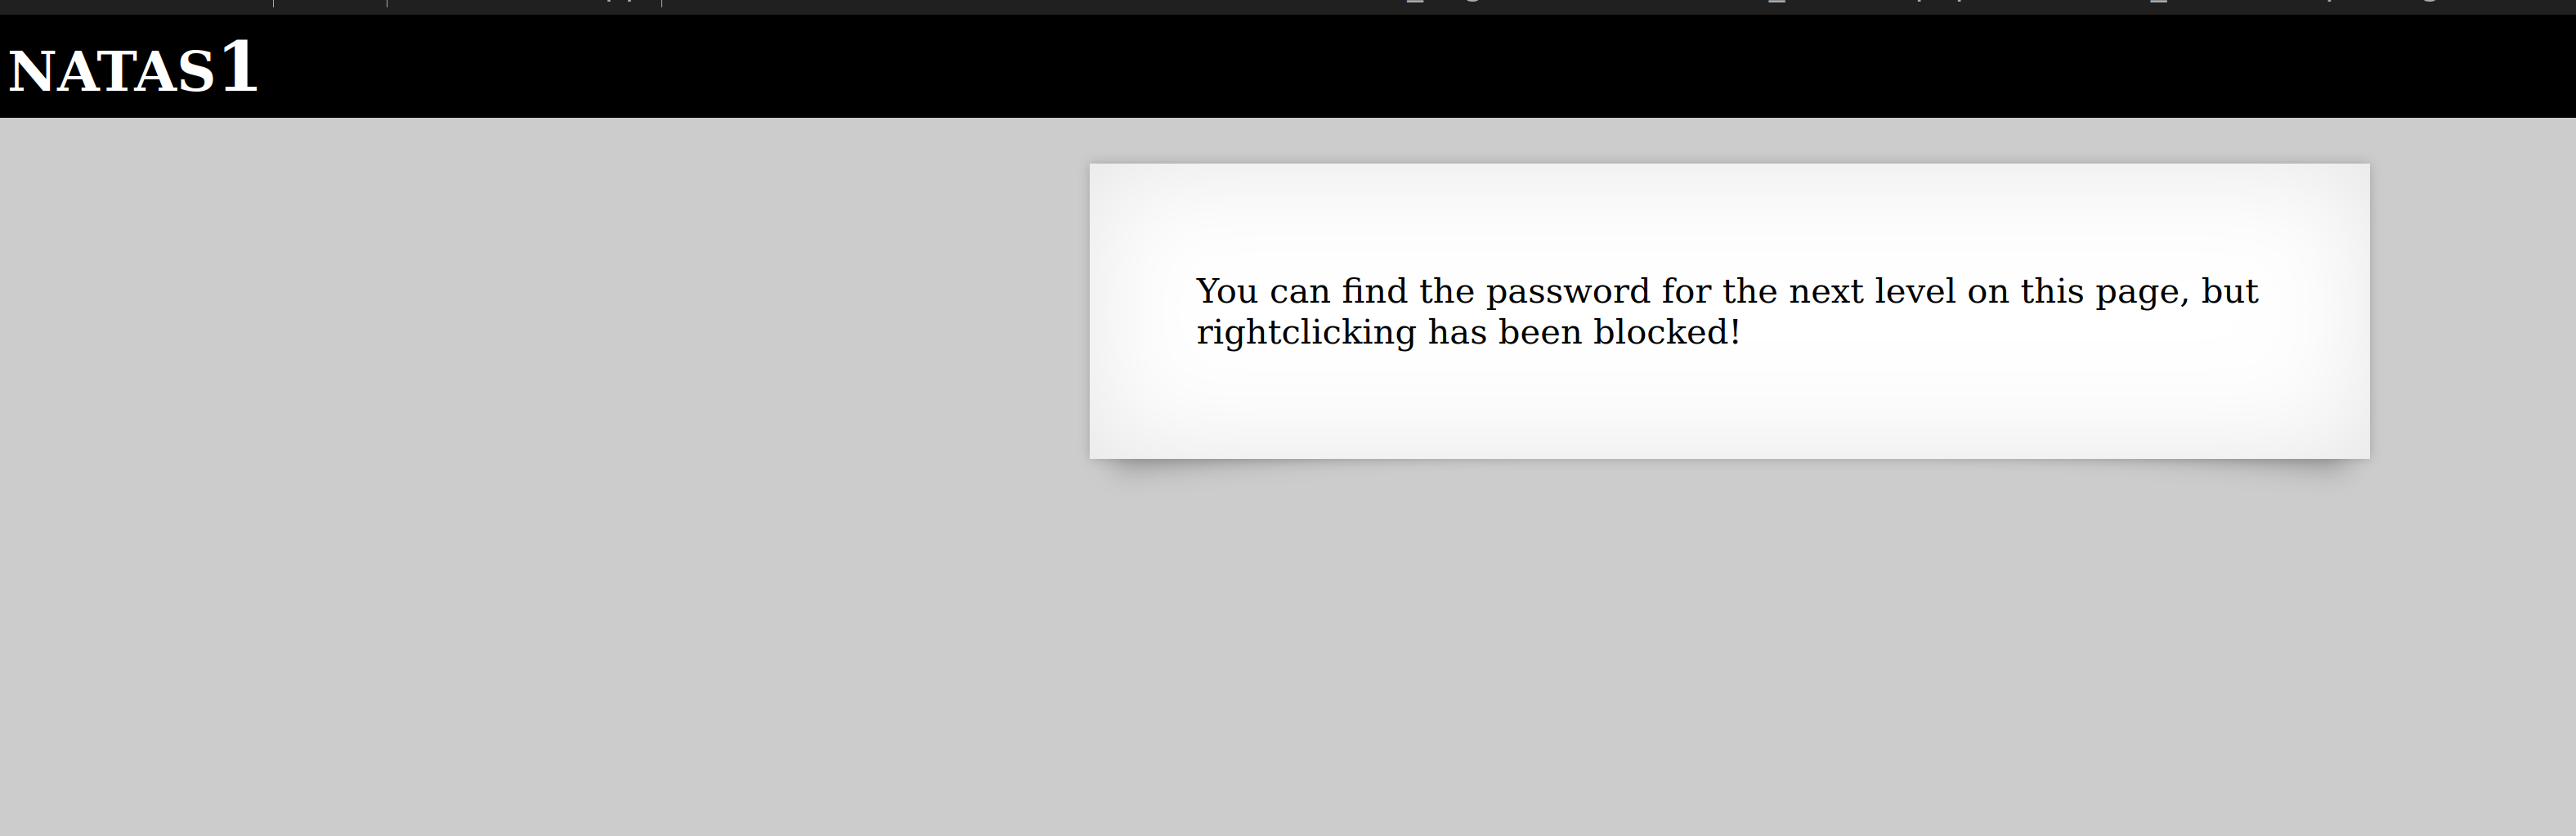 NATAS1
You can find the password for the next level on this page, but
rightclicking has been blocked!